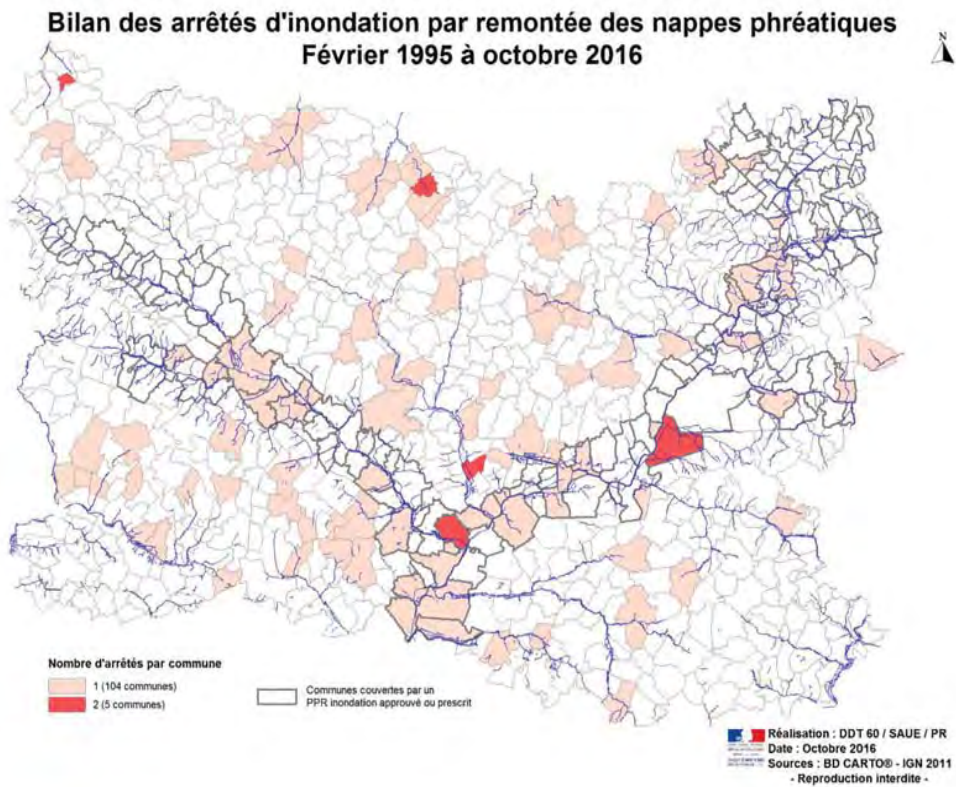 Bilan des arrêtés d'inondation par remontée des nappes phréatiques
Février 1995 à octobre 2016
N
Nombre d'arrêtés par commune
1 (104 communes)
2 (5 communes)
Communes couvertes par un
PPR inondation approuvé ou prescrit
Réalisation : DDT 60 / SAUE / PR
Date : Octobre 2016
Sources : BD CARTO® - IGN 2011
- Reproduction interdite -